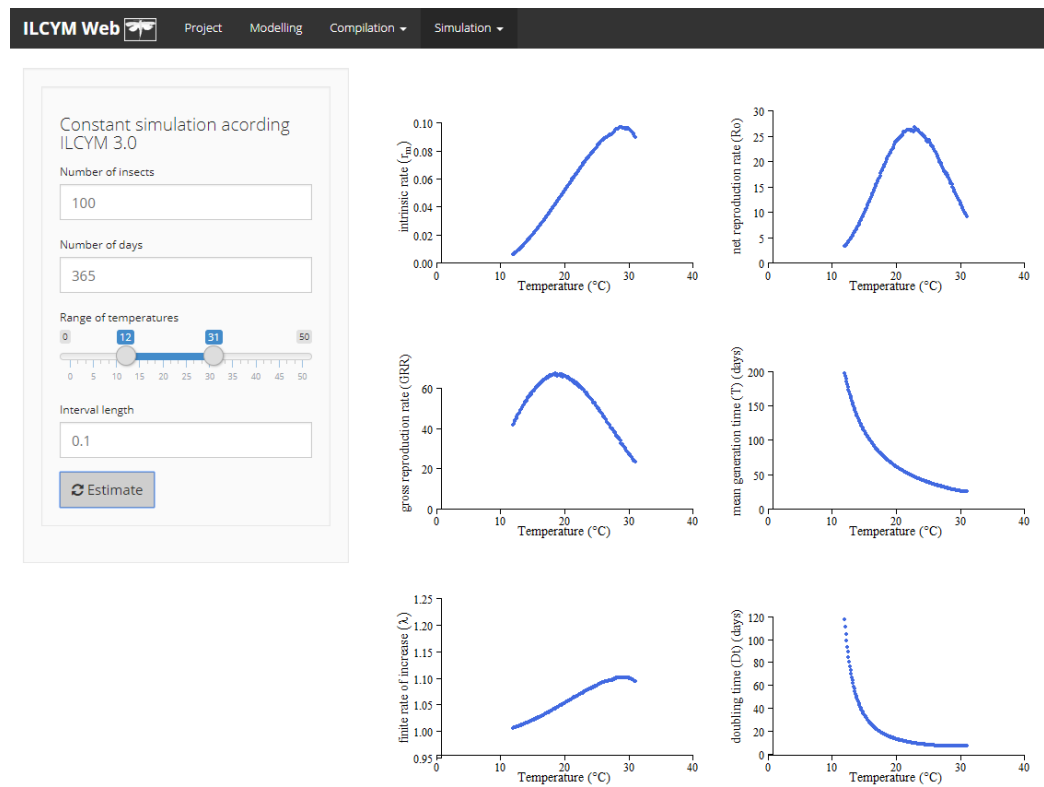 ILCYM Web Project Modelling Compilation Simulation
Constant simulation acording
ILCYM 3.0
Number of insects
100
Number of days
365
Range of temperatures
0 12 31 50
0 5 10 15 20 25 30 35 40 45 50
Interval length
0.1
Estimate
intrinsic rate (rm)
0.10
0.08
0.06
0.04
0.02
0.00
0 10 20 30 40
Temperature (°C)
net reproduction rate (Ro)
30
25
20
15
10
5
0
0 10 20 30 40
Temperature (°C)
gross reproduction rate (GRR)
60
40
20
0
0 10 20 30 40
Temperature (°C)
mean generation time (T) (days)
200
150
100
50
0
0 10 20 30 40
Temperature (°C)
finite rate of increase (λ)
1.25
1.20
1.15
1.10
1.05
1.00
0.95
0 10 20 30 40
Temperature (°C)
doubling time (Dt) (days)
120
100
80
60
40
20
0
0 10 20 30 40
Temperature (°C)